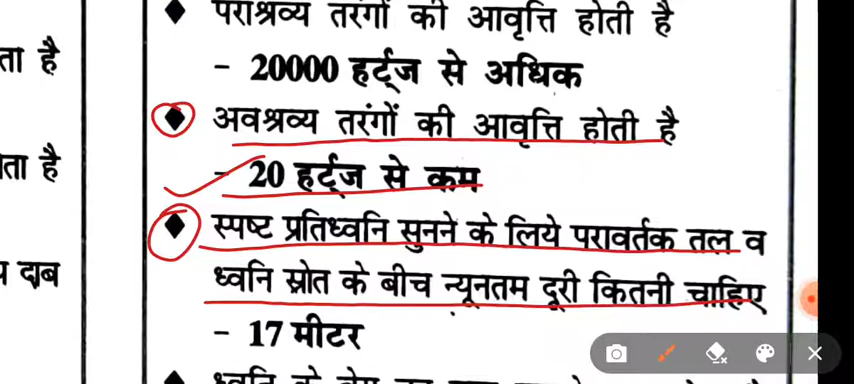 पराश्रव्य तरंगों की आवृत्ति होती है
- 20000 हर्ट्ज से अधिक
ता है
अवश्रव्य तरंगों की आवृत्ति होती है
ता है
- 20 हर्ट्ज से कम
स्पष्ट प्रतिध्वनि सुनने के लिये परावर्तक तल व
दाब
ध्वनि स्रोत के बीच न्यूनतम दूरी कितनी चाहिए
- 17 मीटर